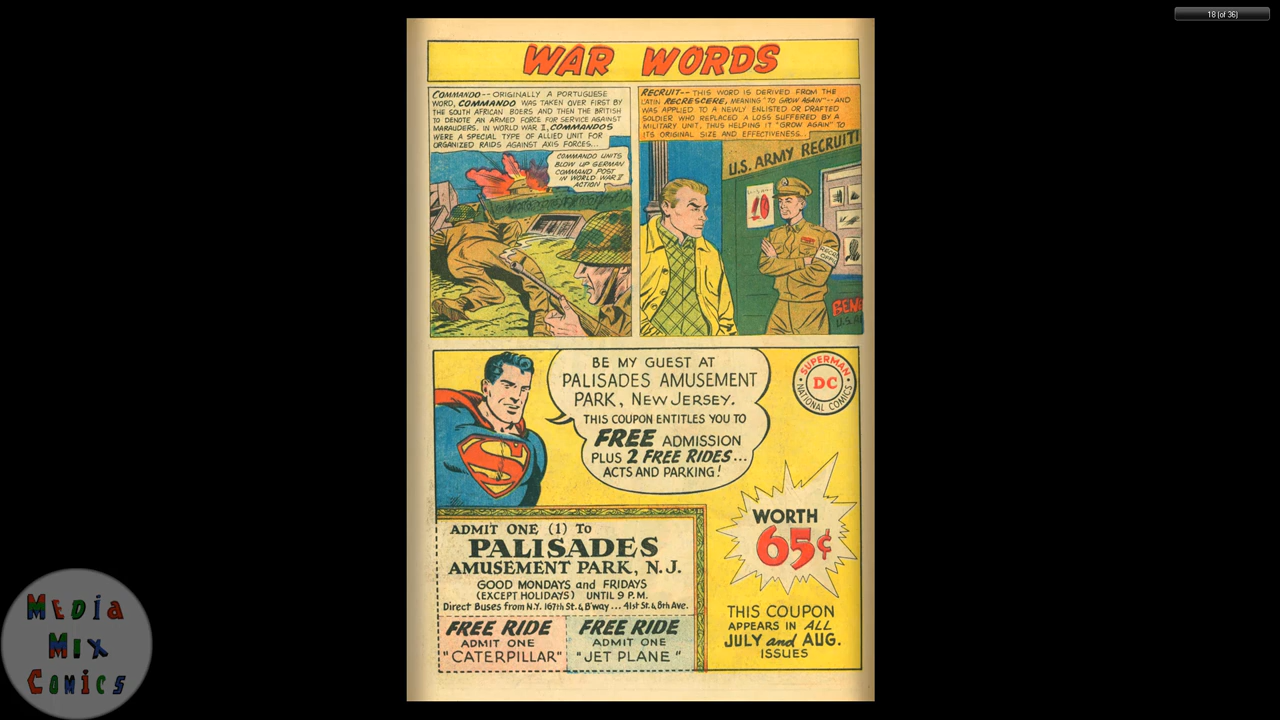 18 (of 36)
WAR WORDS
COMMANDO-- ORIGINALLY A PORTUGUESE
WORD, COMMANDO WAS TAKEN OVER FIRST BY
THE SOUTH AFRICAN BOERS AND THEN THE BRITISH
TO DENOTE AN ARMED FORCE FOR SERVICE AGAINST
MARAUDERS. IN WORLD WAR II, COMMANDOS
WERE A SPECIAL TYPE OF ALLIED UNIT FOR
ORGANIZED RAIDS AGAINST AXIS FORCES...
COMMANDO UNITS
BLOW UP GERMAN
COMMAND POST
IN WORLD WAR II
ACTION
RECRUIT-- THIS WORD IS DERIVED FROM THE
LATIN RECRESCERE, MEANING "TO GROW AGAIN"--AND
WAS APPLIED TO A NEWLY ENLISTED OR DRAFTED
SOLDIER WHO REPLACED A LOSS SUFFERED BY A
MILITARY UNIT, THUS HELPING IT "GROW AGAIN" TO
ITS ORIGINAL SIZE AND EFFECTIVENESS...
U.S. ARMY RECRUITI
10
GENE
U.S. A
BE MY GUEST AT
PALISADES AMUSEMENT
PARK, NEW JERSEY.
THIS COUPON ENTITLES YOU TO
FREE ADMISSION
PLUS 2 FREE RIDES...
ACTS AND PARKING!
SUPERMAN
DC
NATIONAL COMICS
S
WORTH
65¢
ADMIT ONE (1) TO
PALISADES
AMUSEMENT PARK, N.J.
GOOD MONDAYS and FRIDAYS
(EXCEPT HOLIDAYS) UNTIL 9 P.M.
Direct Buses from N.Y. 167th St. & B'way... 41st St. & 8th Ave.
FREE RIDE
ADMIT ONE
"CATERPILLAR"
FREE RIDE
ADMIT ONE
"JET PLANE"
THIS COUPON
APPEARS IN ALL
JULY and AUG.
ISSUES
MEDIA
MIX
COMICS